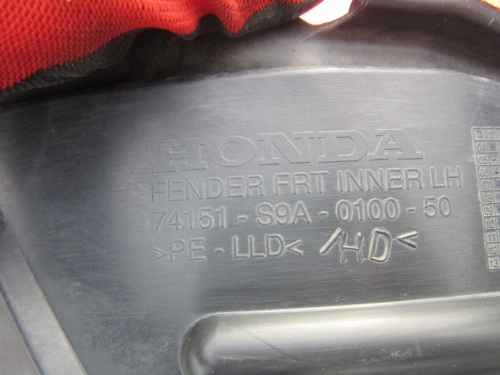 HONDA
FENDER FRT INNER LH
74151-S9A-0100-50
>PE-LLD< /HD<